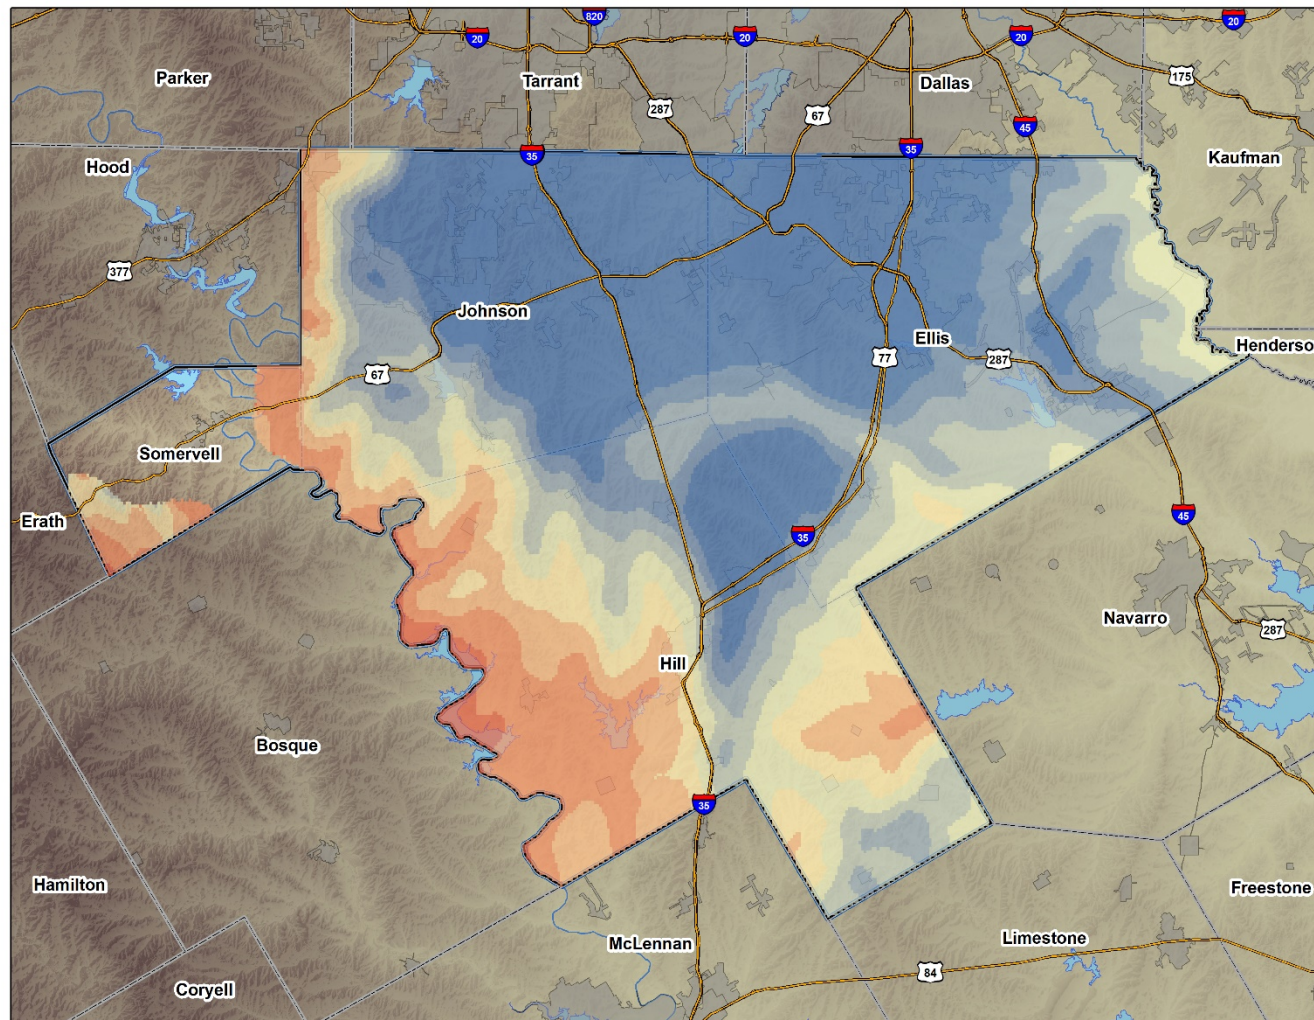 820
20
20
20
20
Parker
Tarrant
Dallas
175
287
67
45
35
35
Hood
Kaufman
377
Johnson
Ellis
Henderso
77
287
67
Somervell
Erath
45
35
Navarro
287
Hill
Bosque
35
Hamilton
Freestone
McLennan
Limestone
84
Coryell